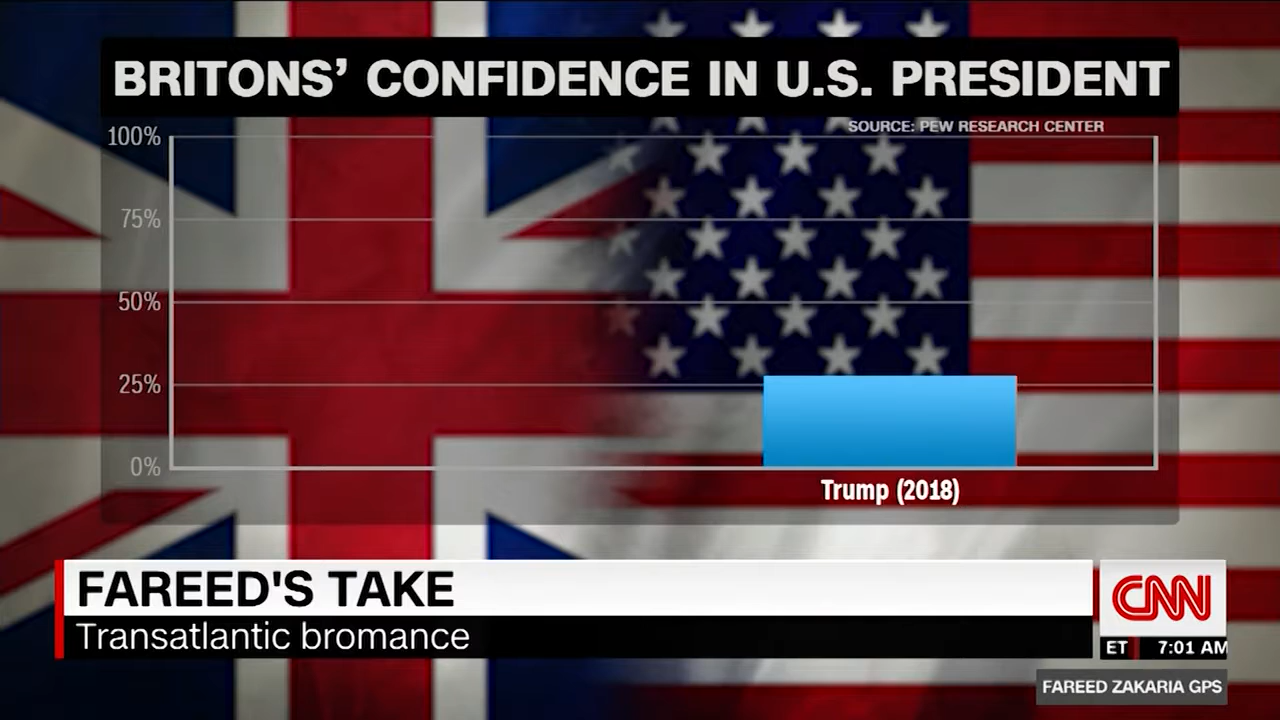 BRITONS' CONFIDENCE IN U.S. PRESIDENT
SOURCE: PEW RESEARCH CENTER
100%
75%
50%
25%
0%
Trump (2018)
FAREED'S TAKE
Transatlantic bromance
CNN
ET 7:01 AM
FAREED ZAKARIA GPS